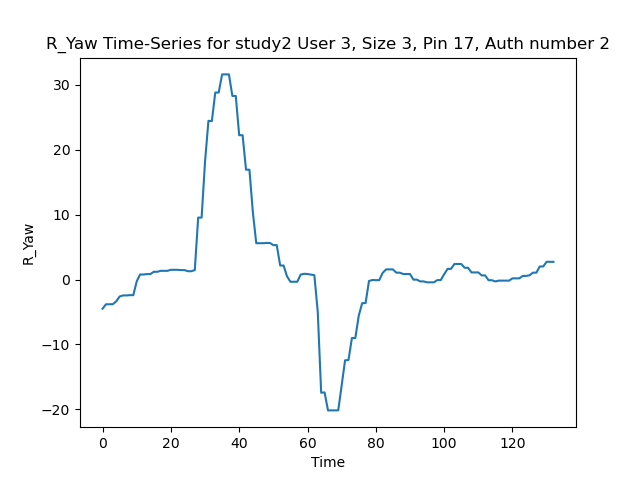 R_Yaw Time-Series for study2 User 3, Size 3, Pin 17, Auth number 2
30
20
10
0
−10
−20
R_Yaw
0 20 40 60 80 100 120
Time